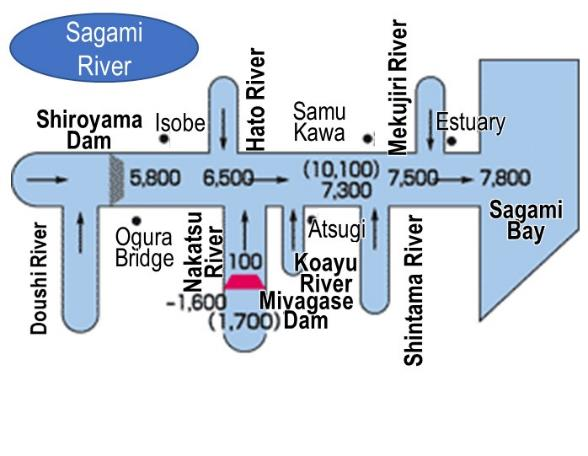 Sagami
River
Shiroyama
Dam
Isobe
Hato River
Samu
Kawa
Mekujiri River
Estuary
5,800
6,500
(10,100)
7,300
7,500
7,800
Sagami
Bay
Doushi River
Ogura
Bridge
Nakatsu
River
100
Atsugi
Koayu
River
Shintama River
-1,600
(1,700)
Mivagase
Dam